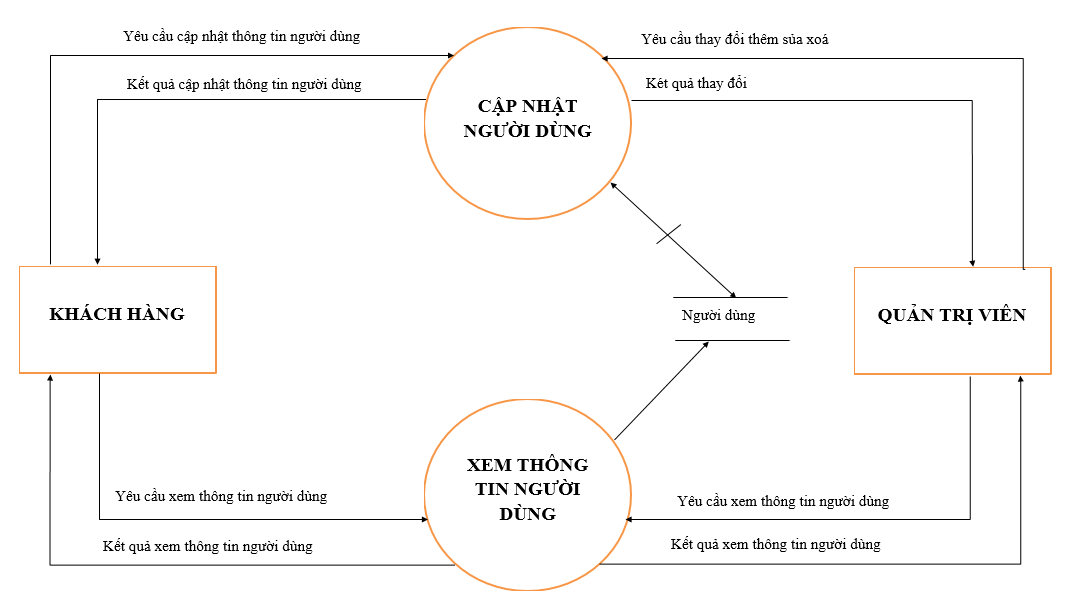 Yêu cầu cập nhật thông tin người dùng
Yêu cầu thay đổi thêm sủa xoá
Kết quả cập nhật thông tin người dùng
Két quả thay đổi
CẬP NHẬT
NGƯỜI DÙNG
KHÁCH HÀNG
Người dùng
QUẢN TRỊ VIÊN
XEM THÔNG
TIN NGƯỜI
DÙNG
Yêu cầu xem thông tin người dùng
Yêu cầu xem thông tin người dùng
Kết quả xem thông tin người dùng
Kết quả xem thông tin người dùng